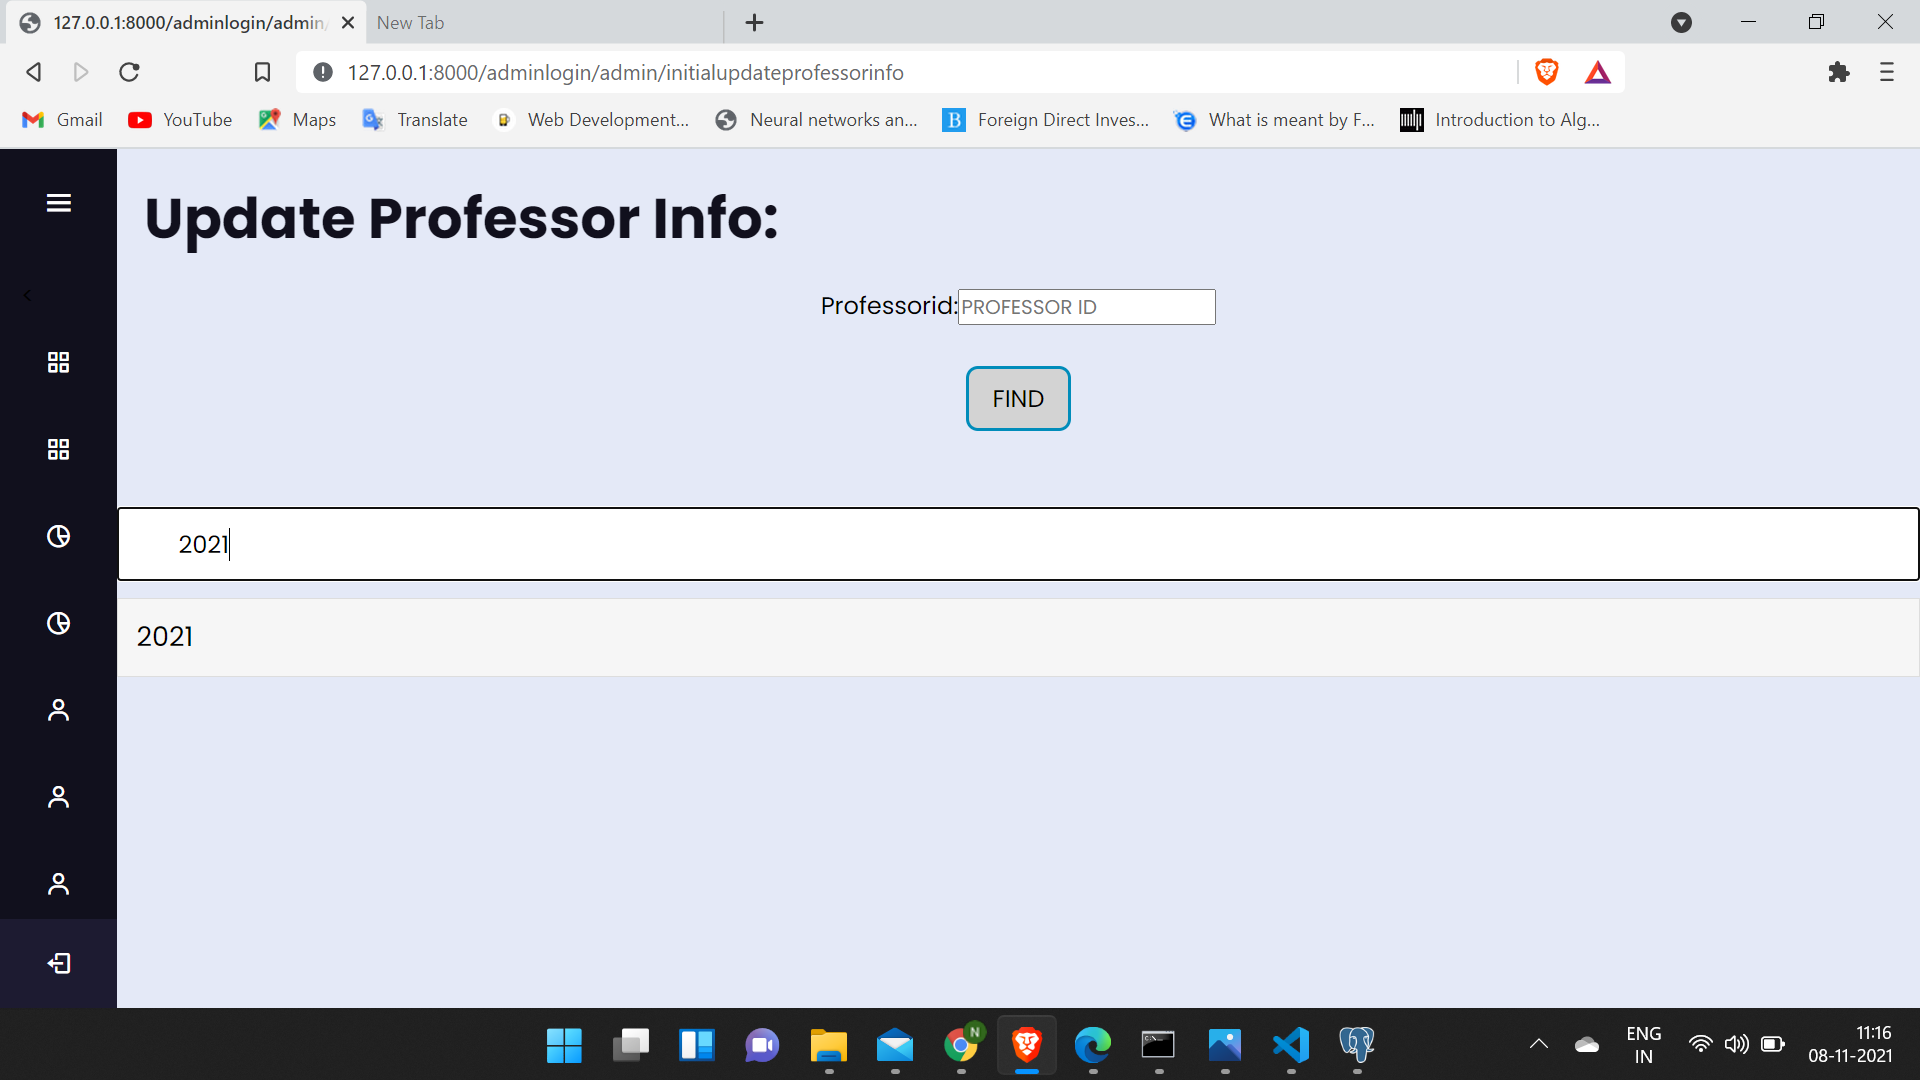 127.0.0.1:8000/adminlogin/admin/
New Tab
127.0.0.1:8000/adminlogin/admin/initialupdateprofessorinfo
Gmail
YouTube
Maps
Translate
Web Development...
Neural networks an...
B
Foreign Direct Inves...
What is meant by F...
Introduction to Alg...
Update Professor Info:
Professorid:PROFESSOR ID
FIND
2021
2021
N
ENG
IN
11:16
08-11-2021